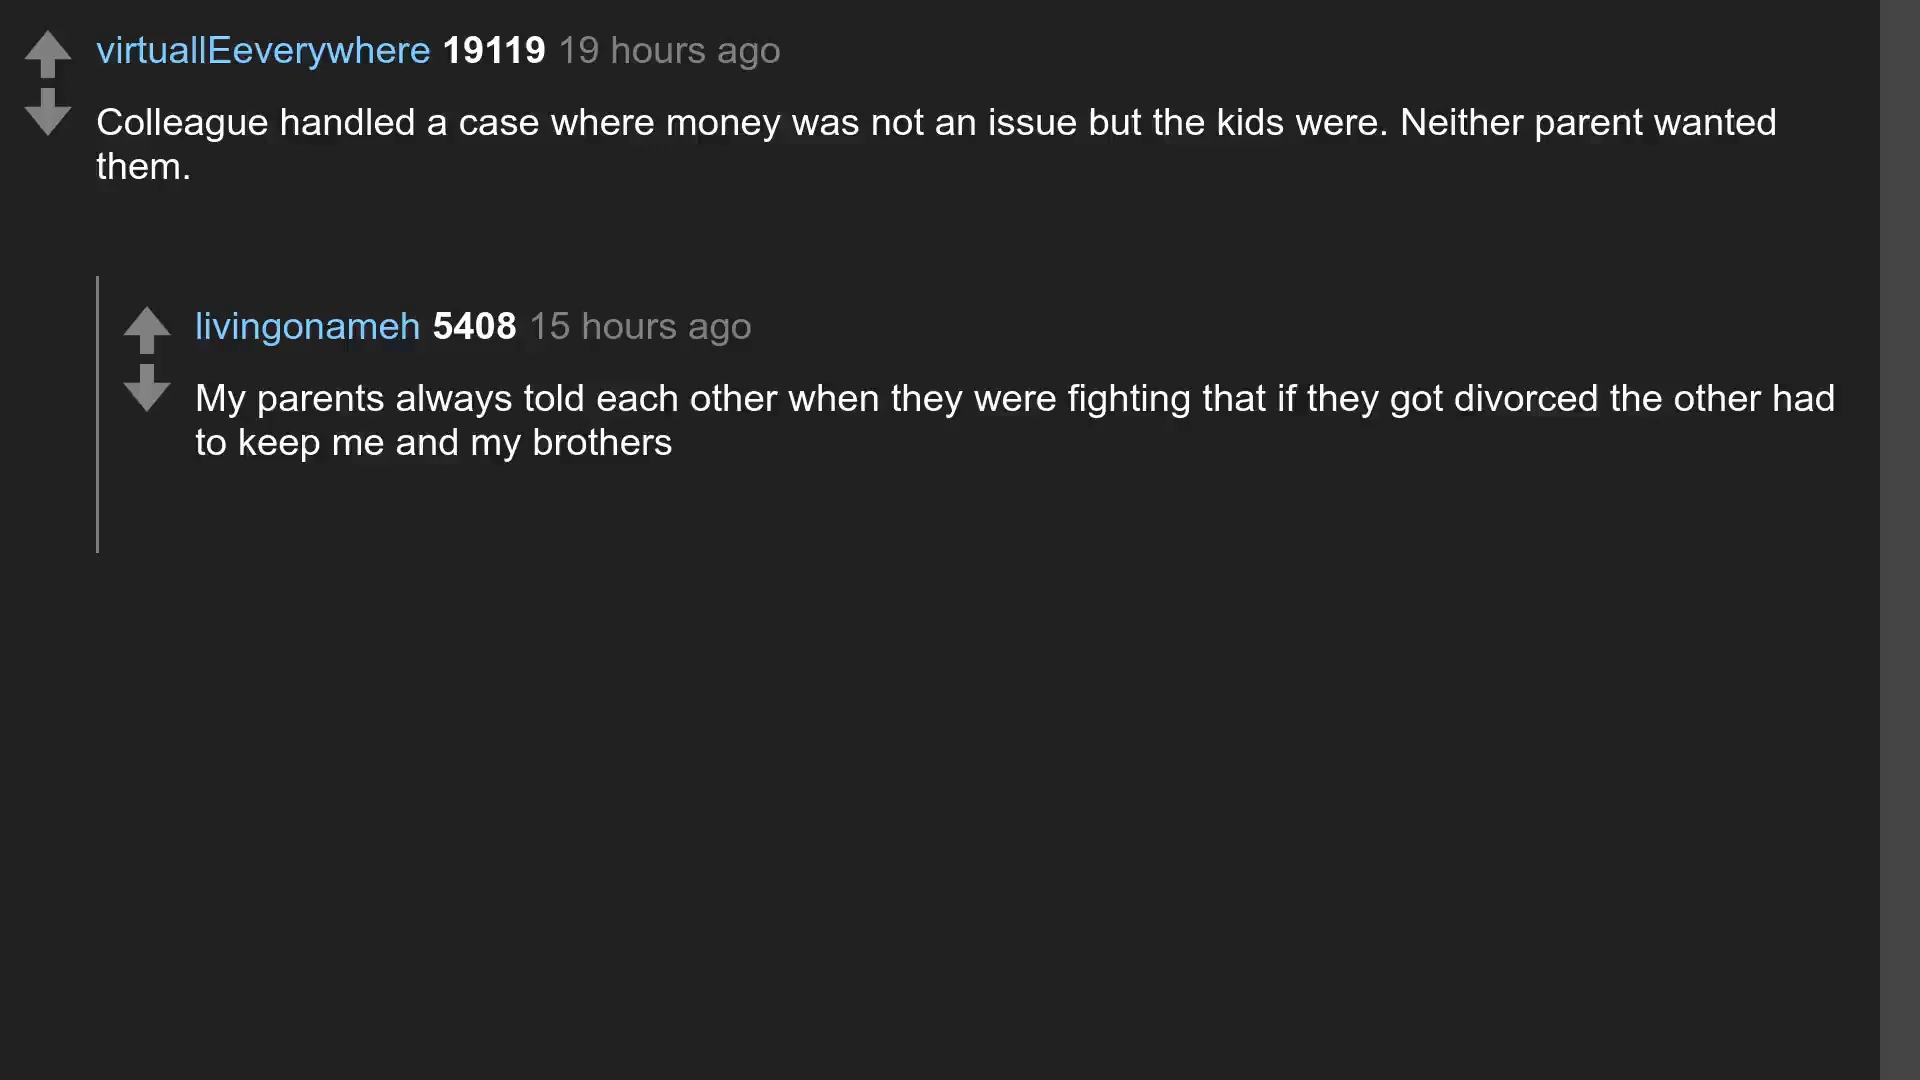 virtuallEeverywhere 19119 19 hours ago
Colleague handled a case where money was not an issue but the kids were. Neither parent wanted
them.
livingonameh 5408 15 hours ago
My parents always told each other when they were fighting that if they got divorced the other had
to keep me and my brothers